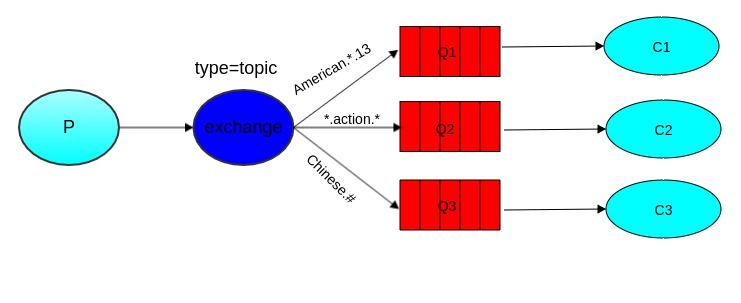 type=topic
P
exchange
American.*.13
*.action.*
Chinese.#
Q1
Q2
Q3
C1
C2
C3